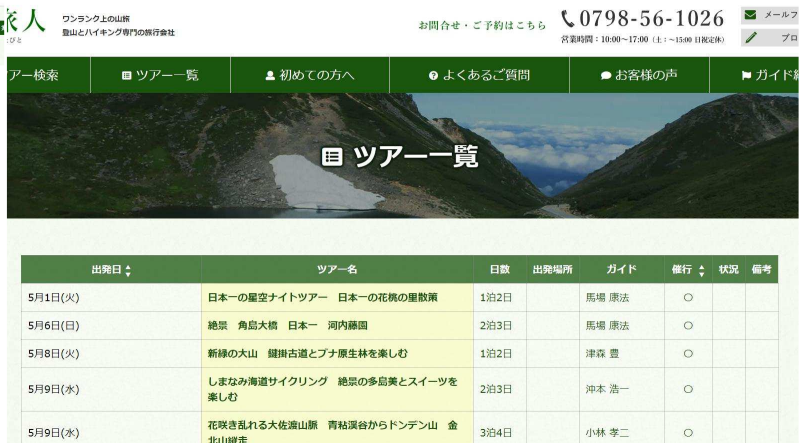 旅人
ワンランク上の山旅
登山とハイキング専門の旅行会社
お問合せ・ご予約はこちら
0798-56-1026
営業時間：10:00~17:00（土：~15:00 日祝定休）
メールフ
ブロ
アー検索
ツアー一覧
初めての方へ
よくあるご質問
お客様の声
ガイド紹
ツアー一覧
出発日 ツアー名 日数 出発場所 ガイド 催行 状況 備考
5月1日(火) 日本一の星空ナイトツアー 日本一の花桃の里散策 1泊2日 馬場 康法 〇
5月6日(日) 絶景 角島大橋 日本一 河内藤園 2泊3日 馬場 康法 〇
5月8日(火) 新緑の大山 鍵掛古道とブナ原生林を楽しむ 1泊2日 津森 豊 〇
5月9日(水) しまなみ海道サイクリング 絶景の多島美とスイーツを 2泊3日 沖本 浩一 〇
楽しむ
5月9日(水) 花咲き乱れる大佐渡山脈 青粘渓谷からドンデン山 金 3泊4日 小林 孝二 〇
北山縦走